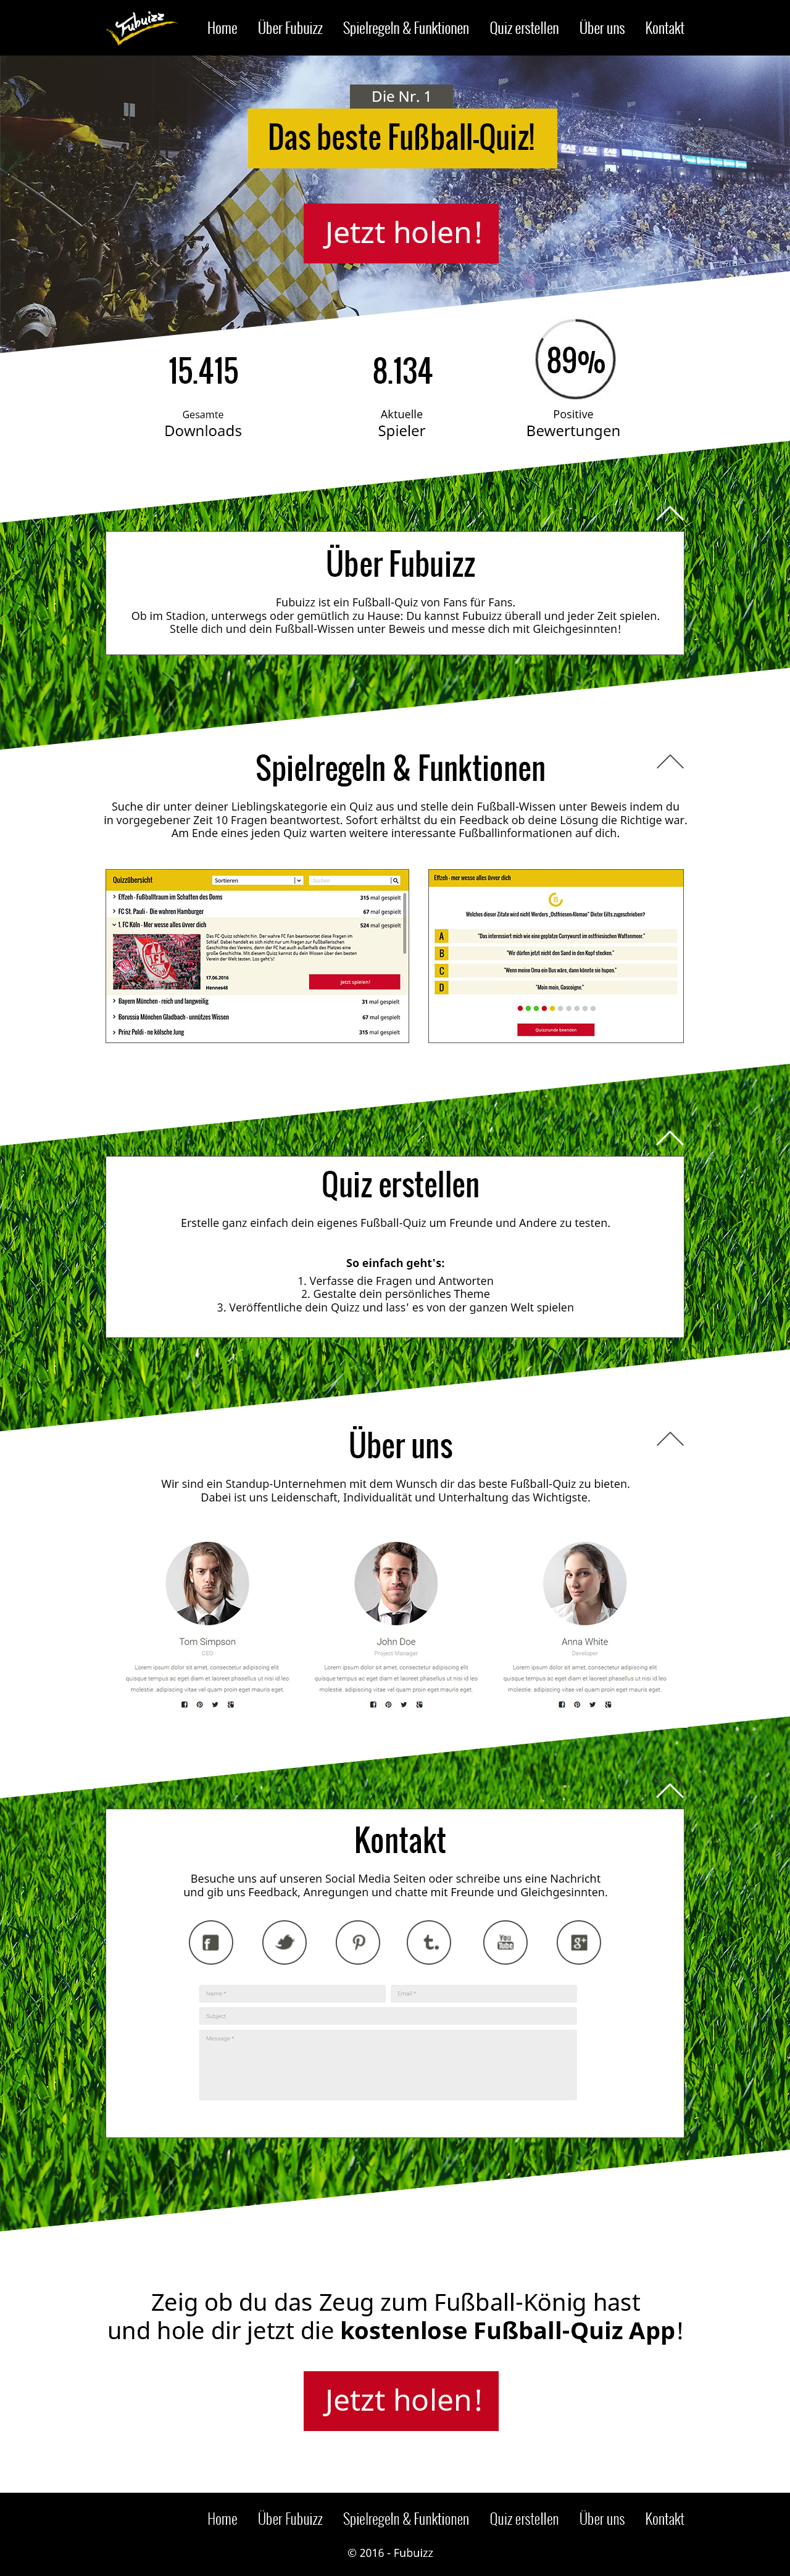 Fubuizz
Home Über Fubuizz Spielregeln & Funktionen Quiz erstellen Über uns Kontakt
Die Nr. 1
Das beste Fußball-Quiz!
Jetzt holen!
15.415
8.134
89%
Gesamte
Downloads
Aktuelle
Spieler
Positive
Bewertungen
Über Fubuizz
Fubuizz ist ein Fußball-Quiz von Fans für Fans.
Ob im Stadion, unterwegs oder gemütlich zu Hause: Du kannst Fubuizz überall und jeder Zeit spielen.
Stelle dich und dein Fußball-Wissen unter Beweis und messe dich mit Gleichgesinnten!
Spielregeln & Funktionen
Suche dir unter deiner Lieblingskategorie ein Quiz aus und stelle dein Fußball-Wissen unter Beweis indem du
in vorgegebener Zeit 10 Fragen beantwortest. Sofort erhältst du ein Feedback ob deine Lösung die Richtige war.
Am Ende eines jeden Quiz warten weitere interessante Fußballinformationen auf dich.
Quizzübersicht
Sortieren
Suchen
Effzeh - Fußballtraum im Schatten des Doms 315 mal gespielt
FC St. Pauli - Die wahren Hamburger 67 mal gespielt
1. FC Köln - Mer wesse alles üvver dich 524 mal gespielt
Das FC-Quizz schlecht hin. Der wahre FC Fan beantwortet diese Fragen im
Schlaf. Dabei handelt es sich nicht nur um Fragen zur fußballerischen
Geschichte des Vereins, denn der FC hat auch außerhalb des Platzes eine
Menge zu bieten. Kannst du alles über den Dom und den besten Verein der
Welt? Los geht's!
17.06.2016
Hennes48
Jetzt spielen!
Bayern München - reich und langweilig 31 mal gespielt
Borussia Mönchen Gladbach - unnützes Wissen 67 mal gespielt
Prinz Poldi - ne kölsche Jung 315 mal gespielt
Effzeh - mer wesse alles üvver dich
8
Welches dieser Zitate wird nicht Werders „Ostfriesen-Alemao" Dieter Eilts zugeschrieben?
A "Das interessiert mich wie eine geplatze Currywurst im ostfriesischen Wattenmeer."
B "Wir dürfen jetzt nicht den Sand in den Kopf stecken."
C "Wenn meine Oma ein Bus wäre, dann könnte sie hupen."
D "Moin moin, Gascoigne."
Quizzrunde beenden
Quiz erstellen
Erstelle ganz einfach dein eigenes Fußball-Quiz um Freunde und Andere zu testen.
So einfach geht's:
1. Verfasse die Fragen und Antworten
2. Gestalte dein persönliches Theme
3. Veröffentliche dein Quizz und lass' es von der ganzen Welt spielen
Über uns
Wir sind ein Standup-Unternehmen mit dem Wunsch dir das beste Fußball-Quiz zu bieten.
Dabei ist uns Leidenschaft, Individualität und Unterhaltung das Wichtigste.
Tom Simpson
CEO
Lorem ipsum dolor sit amet, consectetur adipiscing elit
quisque tempus ac eget diam et laoreet phasellus ut nisi id leo
molestie. adipiscing vitae vel quam proin eget mauris eget.
John Doe
Project Manager
Lorem ipsum dolor sit amet, consectetur adipiscing elit
quisque tempus ac eget diam et laoreet phasellus ut nisi id leo
molestie. adipiscing vitae vel quam proin eget mauris eget.
Anna White
Developer
Lorem ipsum dolor sit amet, consectetur adipiscing elit
quisque tempus ac eget diam et laoreet phasellus ut nisi id leo
molestie. adipiscing vitae vel quam proin eget mauris eget.
Kontakt
Besuche uns auf unseren Social Media Seiten oder schreibe uns eine Nachricht
und gib uns Feedback, Anregungen und chatte mit Freunde und Gleichgesinnten.
You
Tube
Name *
Email *
Subject
Message *
Zeig ob du das Zeug zum Fußball-König hast
und hole dir jetzt die kostenlose Fußball-Quiz App!
Jetzt holen!
Home Über Fubuizz Spielregeln & Funktionen Quiz erstellen Über uns Kontakt
© 2016 - Fubuizz